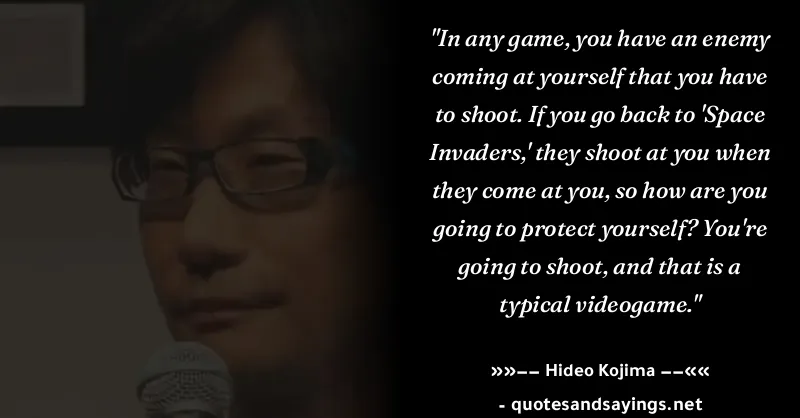 "In any game, you have an enemy
coming at yourself that you have
to shoot. If you go back to 'Space
Invaders,' they shoot at you when
they come at you, so how are you
going to protect yourself? You're
going to shoot, and that is a
typical videogame."
»»−− Hideo Kojima −−««
- quotesandsayings.net